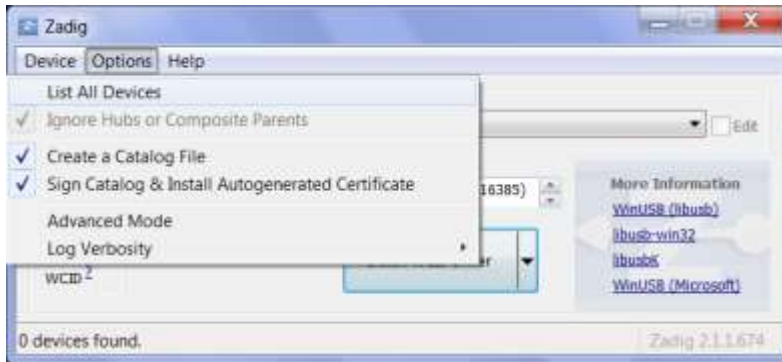 Zadig
Device Options Help
List All Devices
Ignore Hubs or Composite Parents
Edit
Create a Catalog File
Sign Catalog & Install Autogenerated Certificate
16385)
More Information
WinUSB (libusb)
libusb-win32
libusbK
WinUSB (Microsoft)
Advanced Mode
Log Verbosity
WCID ?
0 devices found.
Zadig 2.1.1.674